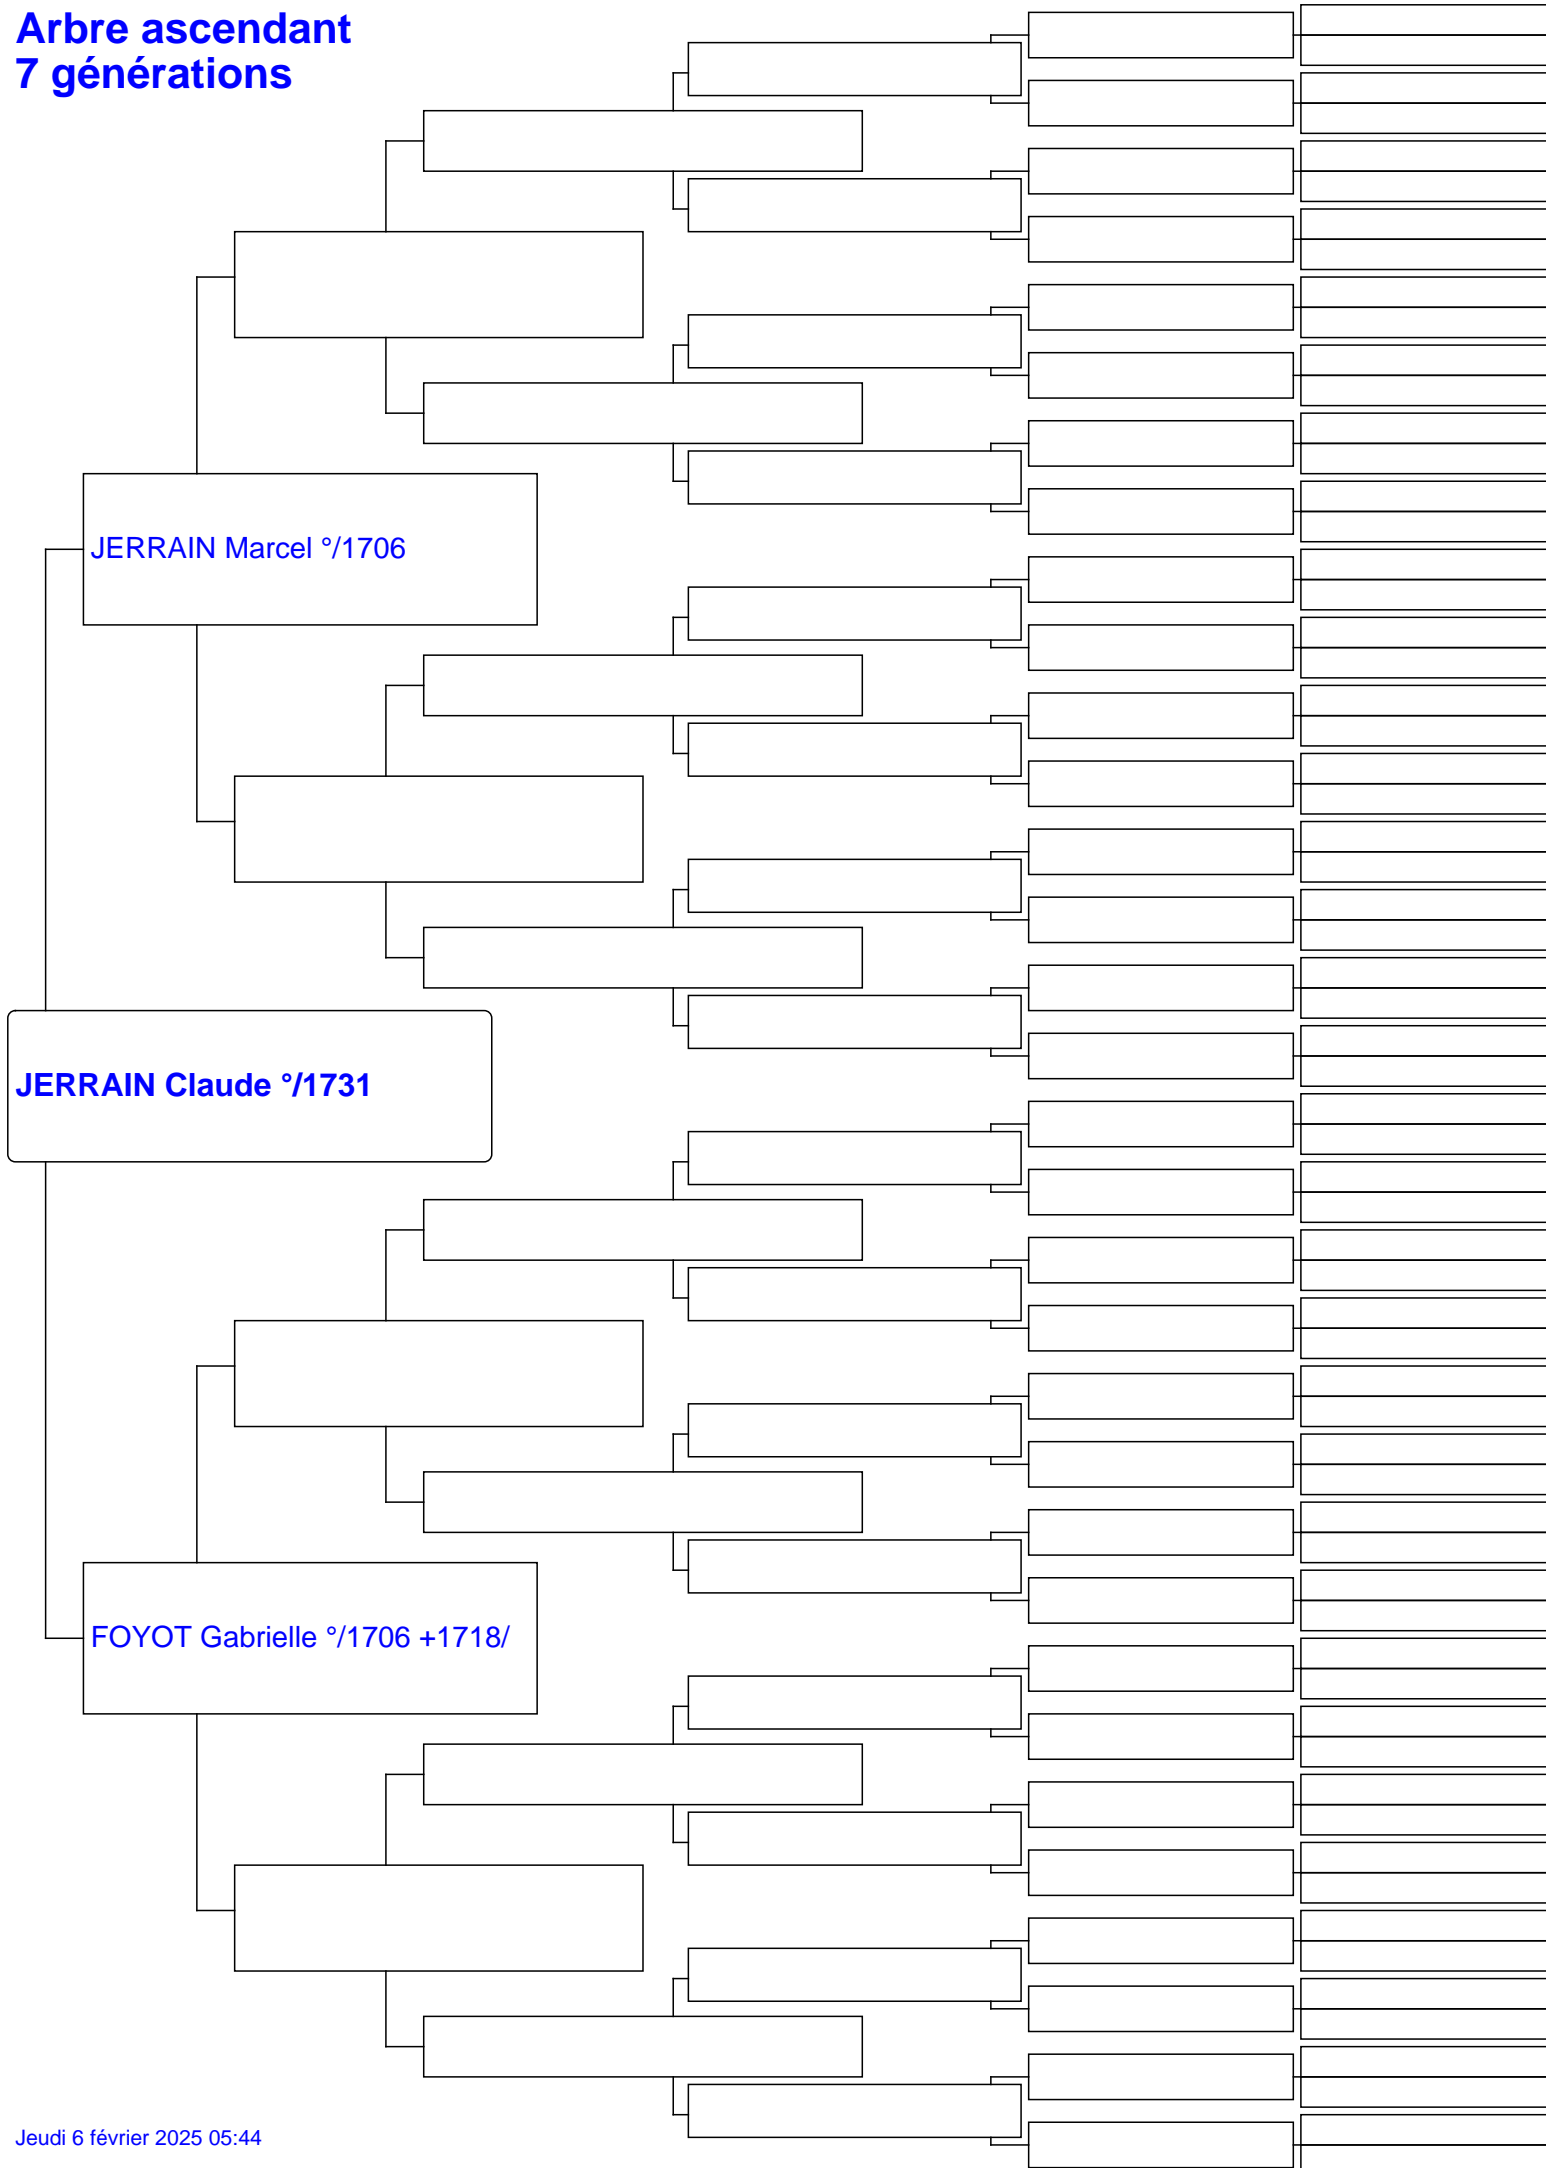 Arbre ascendant
7 générations
JERRAIN Marcel °/1706
JERRAIN Claude °/1731
FOYOT Gabrielle °/1706 +1718/
Jeudi 6 février 2025 05:44